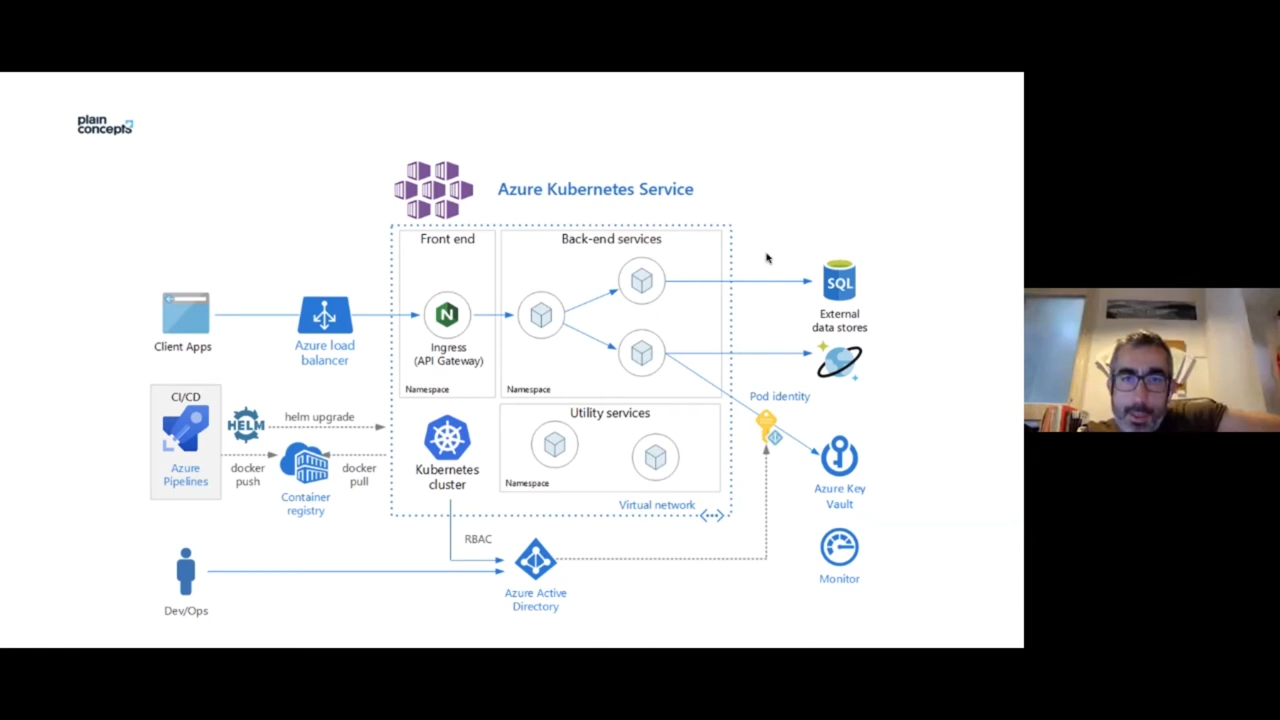 plain
concepts
Azure Kubernetes Service
Front end
Back-end services
SQL
External
data stores
Client Apps
Azure load
balancer
N
Ingress
(API Gateway)
Namespace
Namespace
Pod identity
CI/CD
HELM
helm upgrade
Azure
Pipelines
docker
push
docker
pull
Container
registry
Kubernetes
cluster
Utility services
Namespace
Virtual network
Azure Key
Vault
RBAC
Azure Active
Directory
Monitor
Dev/Ops